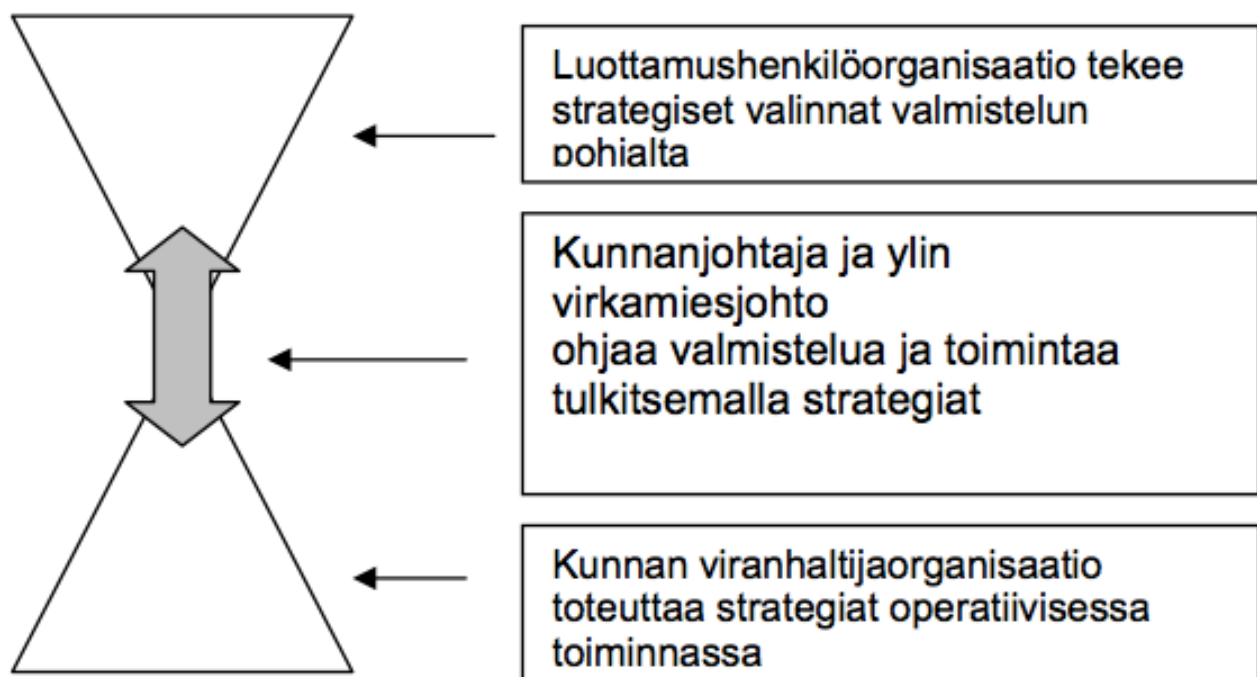 Luottamushenkilöorganisaatio tekee
strategiset valinnat valmistelun
pohjalta
Kunnanjohtaja ja ylin
virkamiesjohto
ohjaa valmistelua ja toimintaa
tulkitsemalla strategiat
Kunnan viranhaltijaorganisaatio
toteuttaa strategiat operatiivisessa
toiminnassa